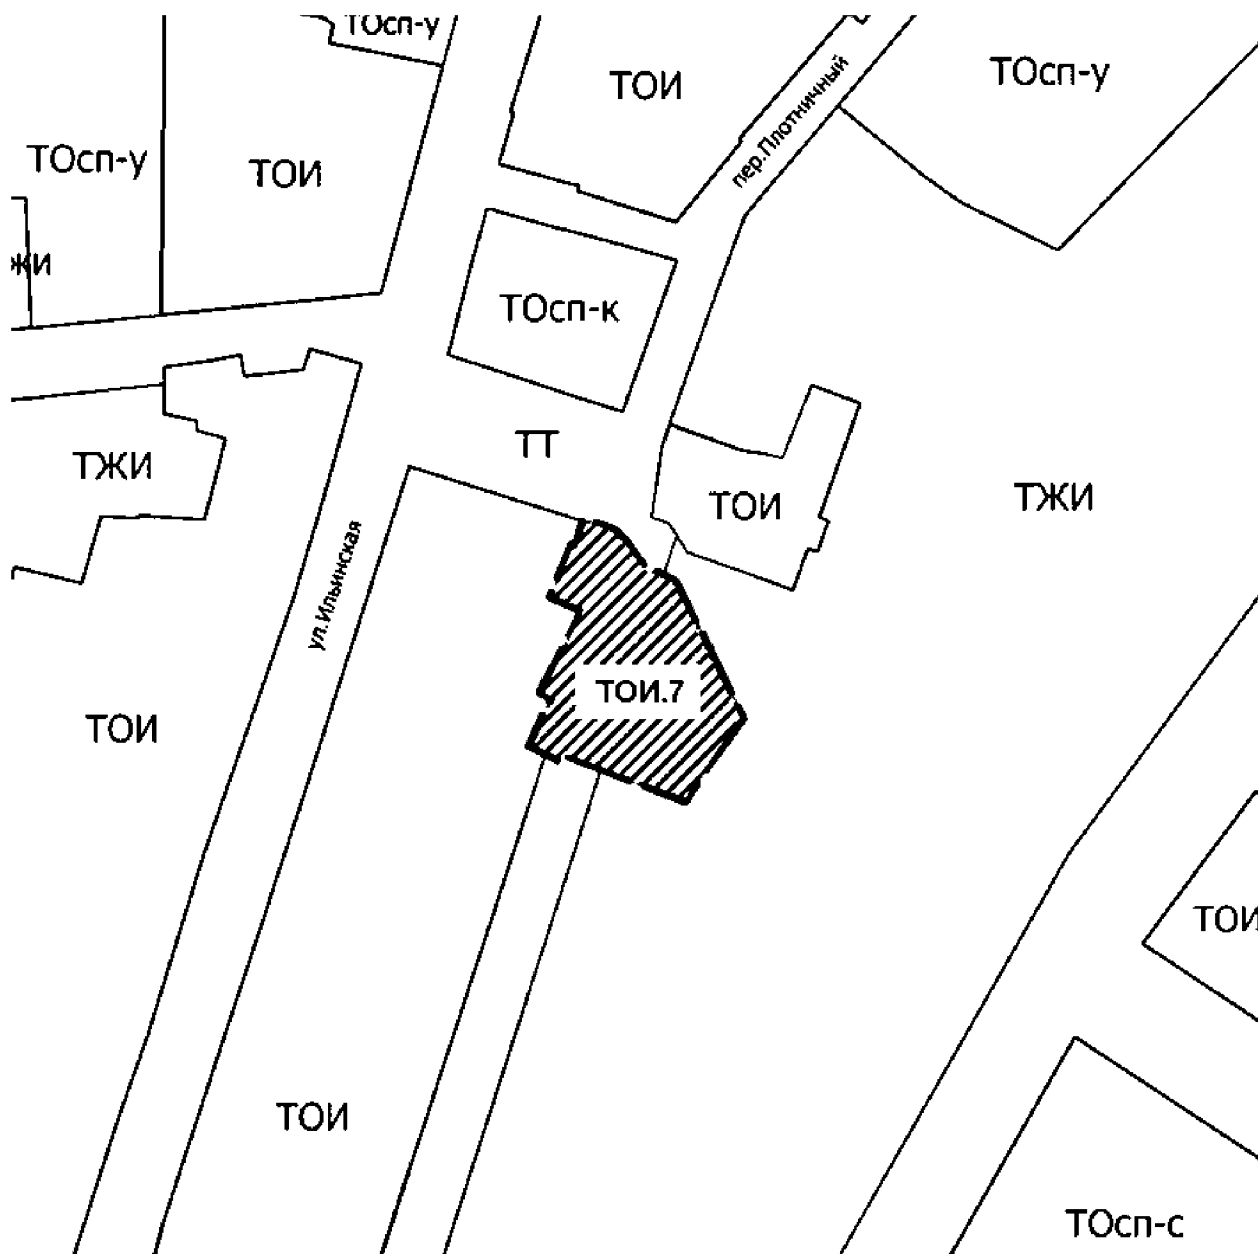 ТОсп-у
ТОИ
пер.Плотничный
ТОсп-у
ТОсп-у
ТОИ
ЖИ
ТОсп-к
ТТ
ТЖИ
ТОИ
ТЖИ
ул.Ильинская
ТОИ.7
ТОИ
ТОИ
ТОИ
ТОсп-с